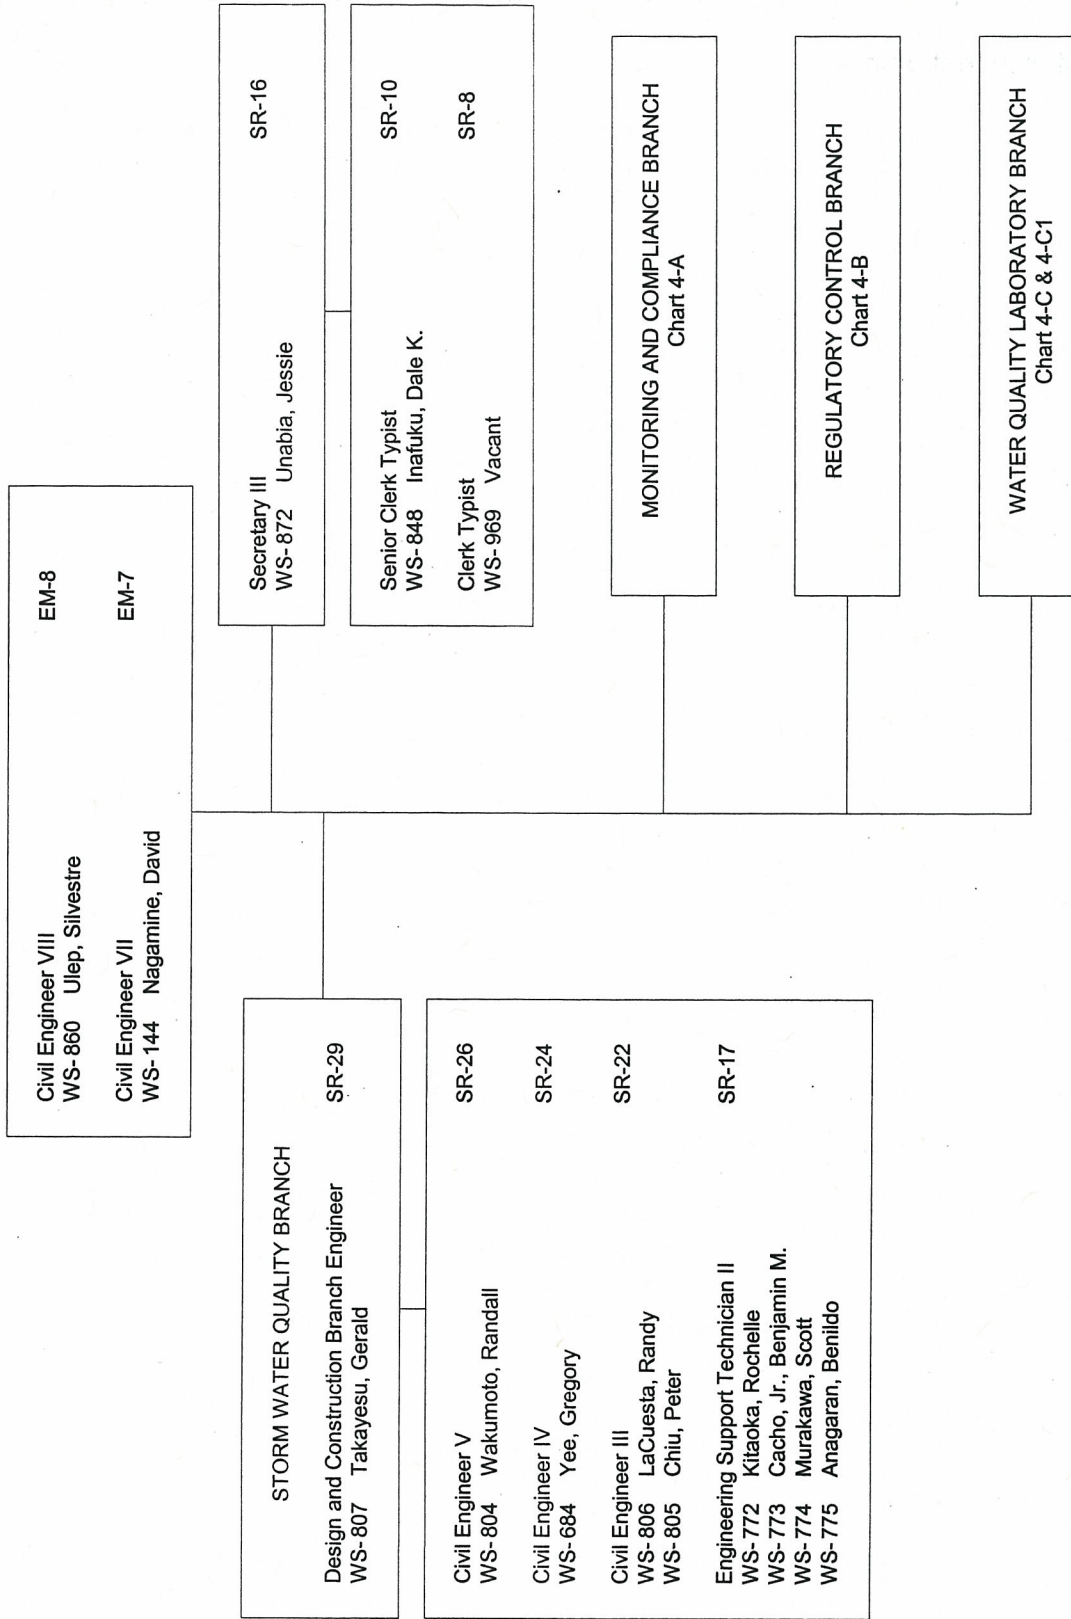 Civil Engineer VIII EM-8
WS-860 Ulep, Silvestre
Civil Engineer VII EM-7
WS-144 Nagamine, David
STORM WATER QUALITY BRANCH
Design and Construction Branch Engineer SR-29
WS-807 Takayesu, Gerald
Civil Engineer V SR-26
WS-804 Wakumoto, Randall
Civil Engineer IV SR-24
WS-684 Yee, Gregory
Civil Engineer III SR-22
WS-806 LaCuesta, Randy
WS-805 Chiu, Peter
Engineering Support Technician II SR-17
WS-772 Kitaoka, Rochelle
WS-773 Cacho, Jr., Benjamin M.
WS-774 Murakawa, Scott
WS-775 Anagaran, Benildo
Secretary III SR-16
WS-872 Unabia, Jessie
Senior Clerk Typist SR-10
WS-848 Inafuku, Dale K.
Clerk Typist SR-8
WS-969 Vacant
MONITORING AND COMPLIANCE BRANCH
Chart 4-A
REGULATORY CONTROL BRANCH
Chart 4-B
WATER QUALITY LABORATORY BRANCH
Chart 4-C & 4-C1